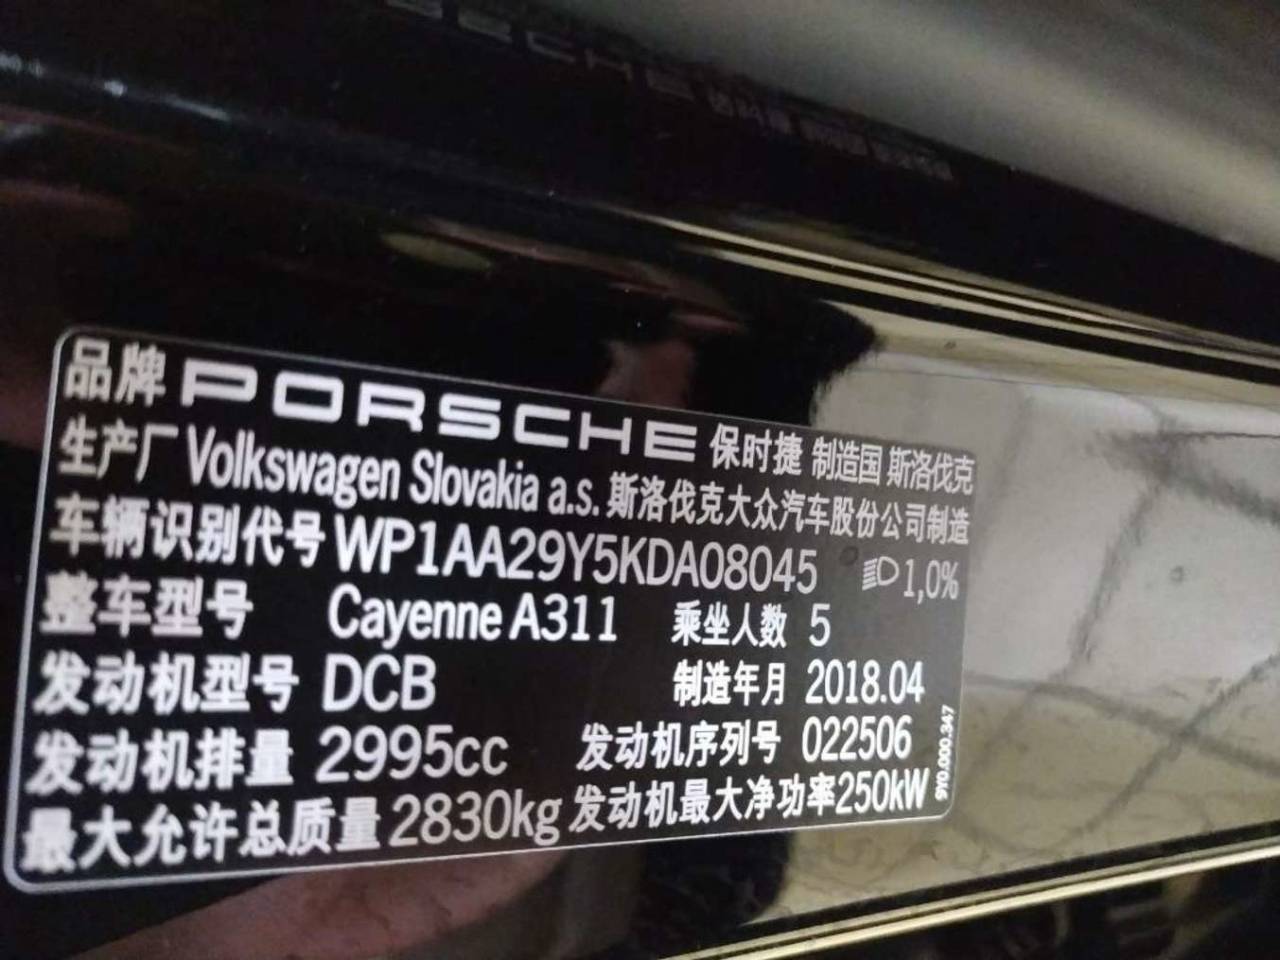 品牌 PORSCHE 保时捷 制造国 斯洛伐克
生产厂 Volkswagen Slovakia a.s. 斯洛伐克大众汽车股份公司制造
车辆识别代号 WP1AA29Y5KDA08045 1,0%
整车型号 Cayenne A311 乘坐人数 5
发动机型号 DCB 制造年月 2018.04
发动机排量 2995cc 发动机序列号 022506
最大允许总质量 2830kg 发动机最大净功率 250kW
9Y0.000.347